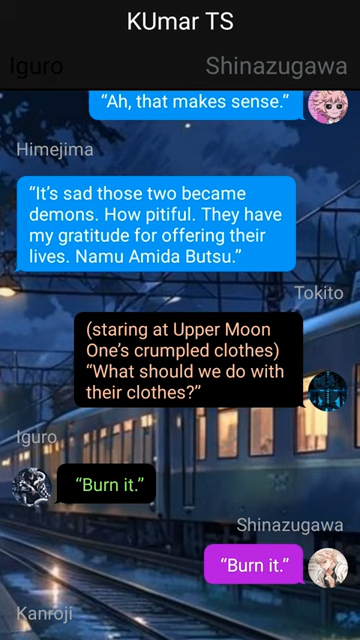 KUmar TS
Iguro
Shinazugawa
“Ah, that makes sense.”
Himejima
“It’s sad those two became
demons. How pitiful. They have
my gratitude for offering their
lives. Namu Amida Butsu.”
Tokito
(staring at Upper Moon
One’s crumpled clothes)
“What should we do with
their clothes?”
Iguro
“Burn it.”
Shinazugawa
“Burn it.”
Kanroji